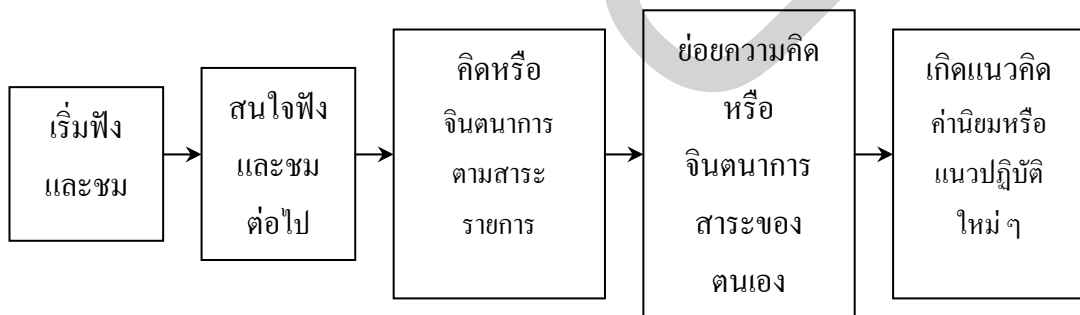 เริ่มฟัง
และชม
สนใจฟัง
และชม
ต่อไป
คิดหรือ
จินตนาการ
ตามสาระ
รายการ
ย่อยความคิด
หรือ
จินตนาการ
สาระของ
ตนเอง
เกิดแนวคิด
ค่านิยมหรือ
แนวปฏิบัติ
ใหม่ ๆ